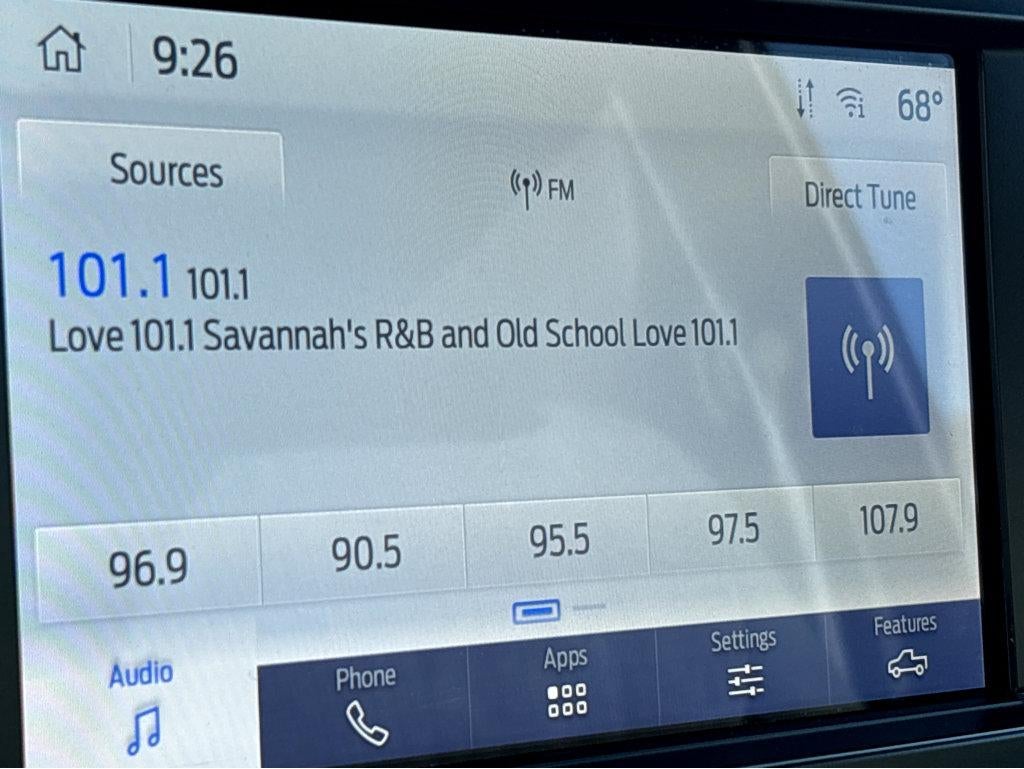 9:26
68°
Sources
FM
Direct Tune
101.1 101.1
Love 101.1 Savannah's R&B and Old School Love 101.1
96.9 90.5 95.5 97.5 107.9
Audio Phone Apps Settings Features